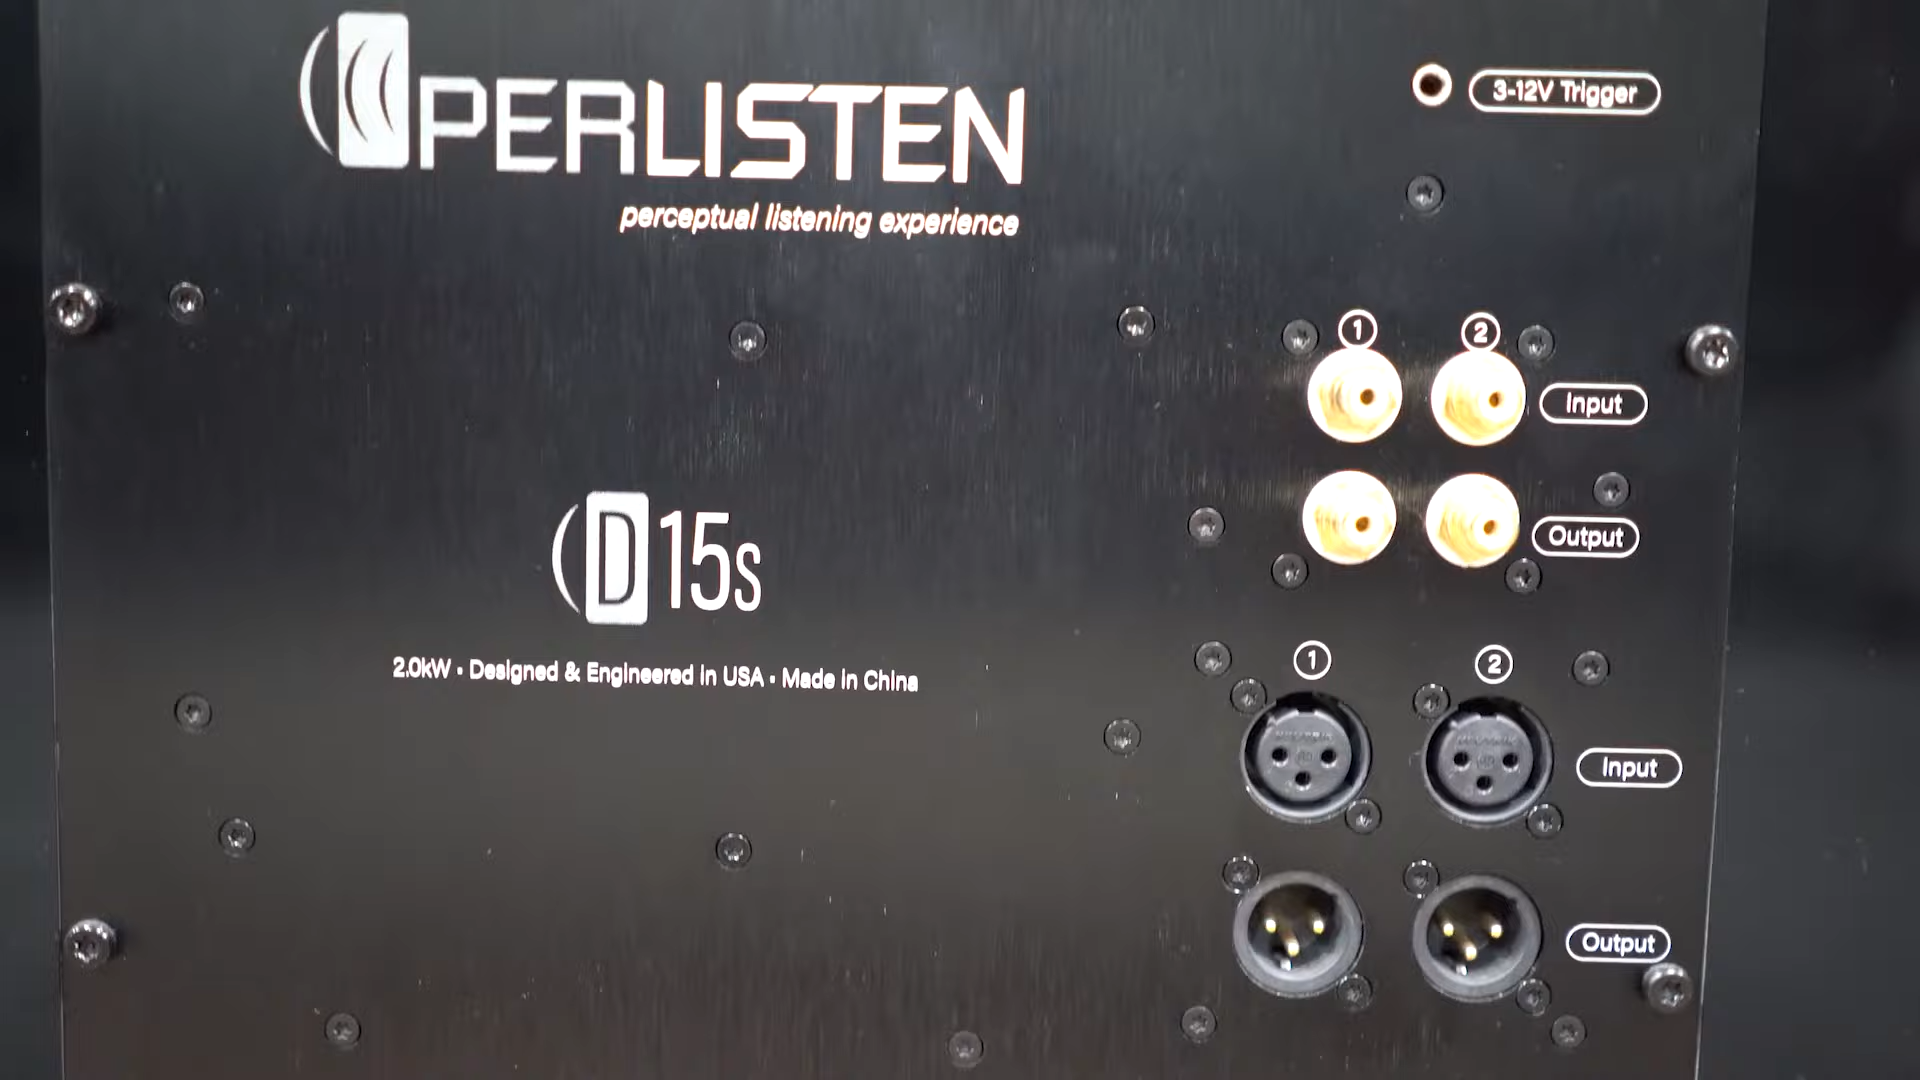 PERLISTEN
perceptual listening experience
3-12V Trigger
1 2
Input
Output
D15s
2.0kW • Designed & Engineered in USA • Made in China
1 2
Input
Output